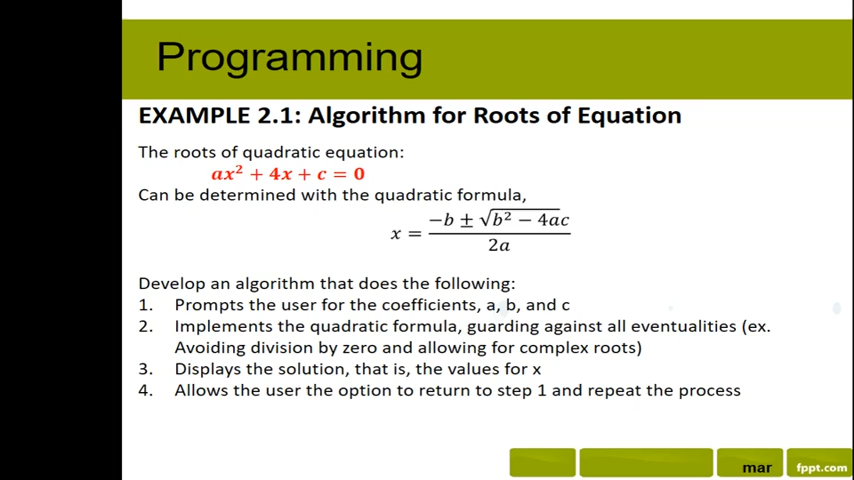 Programming
EXAMPLE 2.1: Algorithm for Roots of Equation
The roots of quadratic equation:
ax² + 4x + c = 0
Can be determined with the quadratic formula,
x = (-b ± √(b² − 4a)c) / 2a
Develop an algorithm that does the following:
1. Prompts the user for the coefficients, a, b, and c
2. Implements the quadratic formula, guarding against all eventualities (ex.
Avoiding division by zero and allowing for complex roots)
3. Displays the solution, that is, the values for x
4. Allows the user the option to return to step 1 and repeat the process
mar
fppt.com